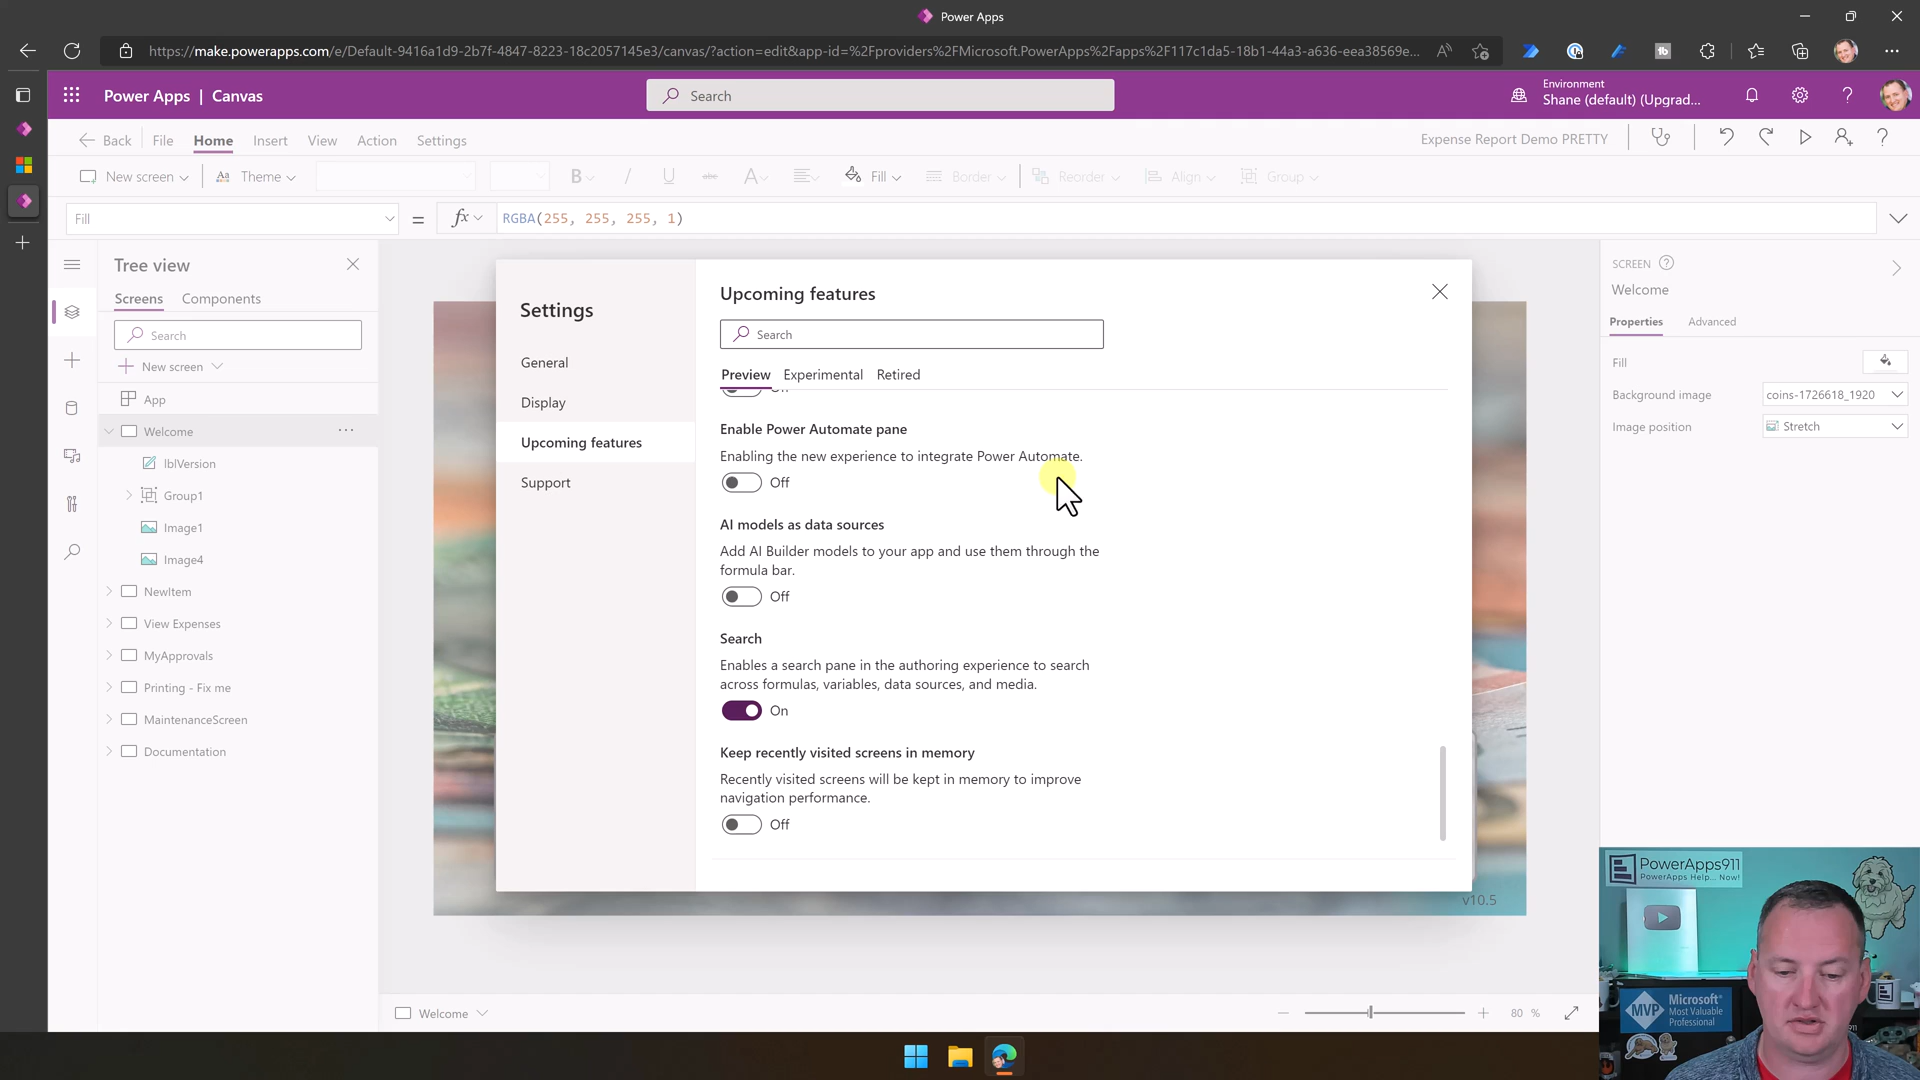 Power Apps
https://make.powerapps.com/e/Default-9416a1d9-2b7f-4847-8223-18c2057145e3/canvas/?action=edit&app-id=%2Fproviders%2FMicrosoft.PowerApps%2Fapps%2F117c1da5-18b1-44a3-a636-eea38569e...
Power Apps | Canvas
Search
Environment
Shane (default) (Upgrad...
Back File Home Insert View Action Settings
Expense Report Demo PRETTY
New screen Theme B I U abc A Fill Border Reorder Align Group
Fill = fx RGBA(255, 255, 255, 1)
Tree view
Screens Components
Search
New screen
App
Welcome
lblVersion
Group1
Image1
Image4
NewItem
View Expenses
MyApprovals
Printing - Fix me
MaintenanceScreen
Documentation
Settings
General
Display
Upcoming features
Support
Upcoming features
Search
Preview Experimental Retired
Off
Enable Power Automate pane
Enabling the new experience to integrate Power Automate.
Off
AI models as data sources
Add AI Builder models to your app and use them through the
formula bar.
Off
Search
Enables a search pane in the authoring experience to search
across formulas, variables, data sources, and media.
On
Keep recently visited screens in memory
Recently visited screens will be kept in memory to improve
navigation performance.
Off
v10.5
SCREEN
Welcome
Properties Advanced
Fill
Background image coins-1726618_1920
Image position Stretch
Welcome
80 %
PowerApps911
PowerApps Help... Now!
MVP Microsoft
Most Valuable
Professional